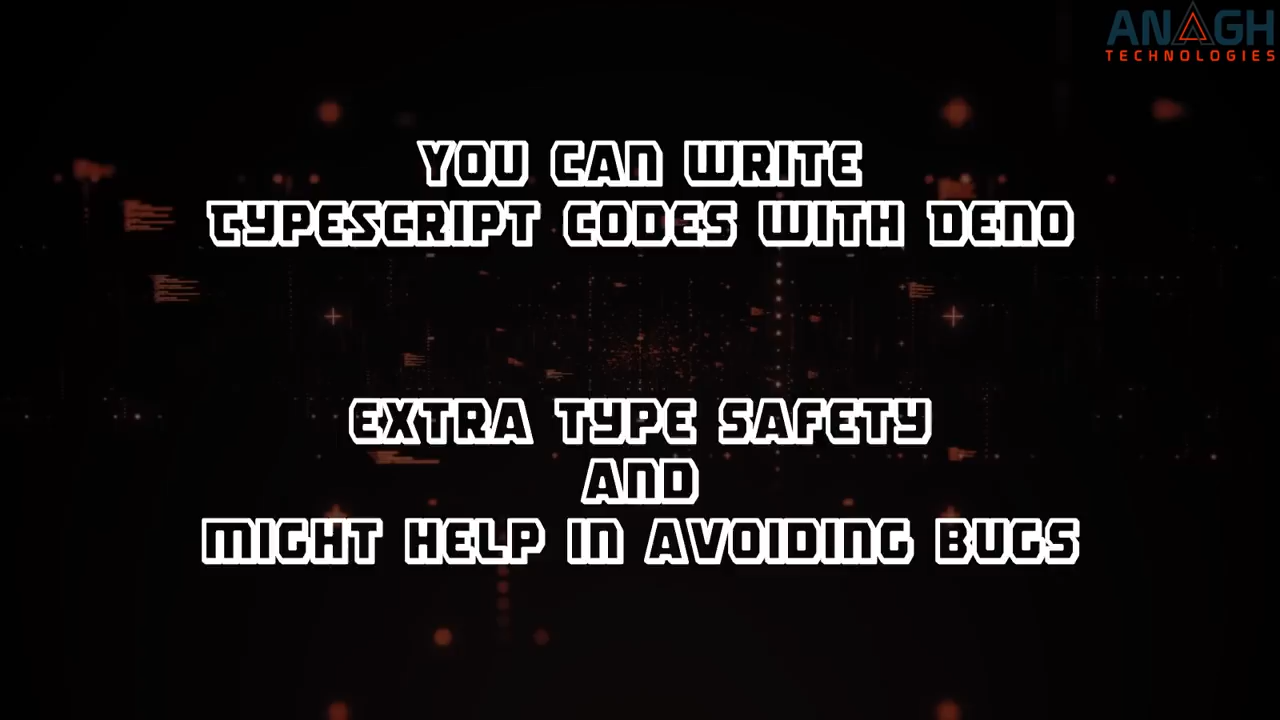 ANAGH
TECHNOLOGIES
YOU CAN WRITE
TYPESCRIPT CODES WITH DENO
EXTRA TYPE SAFETY
AND
MIGHT HELP IN AVOIDING BUGS